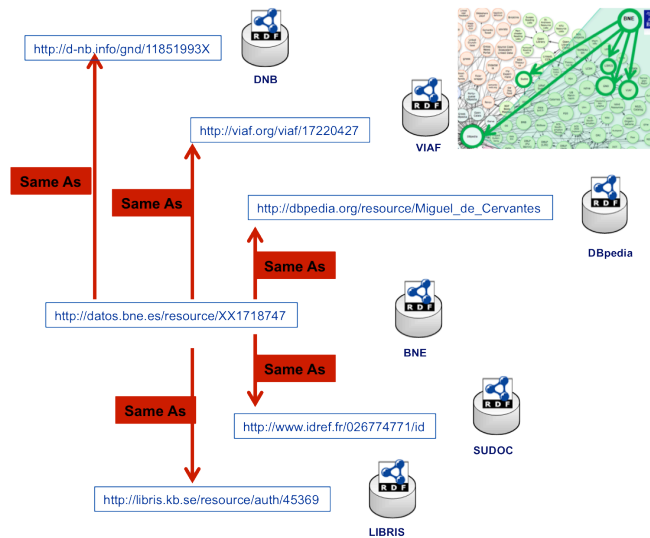 http://d-nb.info/gnd/11851993X
RDF
DNB
BNE
http://viaf.org/viaf/17220427
RDF
VIAF
Same As
Same As
http://dbpedia.org/resource/Miguel_de_Cervantes
RDF
DBpedia
Same As
http://datos.bne.es/resource/XX1718747
RDF
BNE
Same As
Same As
http://www.idref.fr/026774771/id
RDF
SUDOC
http://libris.kb.se/resource/auth/45369
RDF
LIBRIS